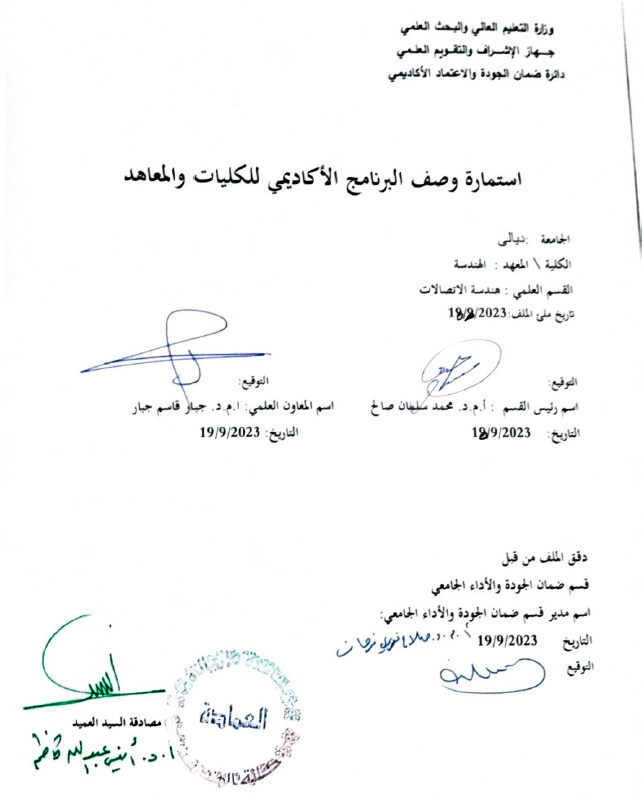 وزارة التعليم العالي والبحث العلمي
جهـاز الإشـراف والتقـويم العلـمي
دائرة ضمان الجودة والاعتماد الأكاديمي
استمارة وصف البرنامج الأكاديمي للكليات والمعاهد
الجامعة :ديالى
الكلية \ المعهد : الهندسة
القسم العلمي : هندسة الاتصالات
تاريخ ملئ الملف:19/9/2023
التوقيع:
التوقيع:
اسم رئيس القسم : أ.م.د. محمد سلمان صالح
اسم المعاون العلمي: ا.م.د. جبار قاسم جبار
التاريخ: 19/9/2023
التاريخ: 19/9/2023
دقق الملف من قبل
قسم ضمان الجودة والأداء الجامعي
اسم مدير قسم ضمان الجودة والأداء الجامعي:
التاريخ 19/9/2023
أ.م.د.
التوقيع
العمادة
مصادقة السيد العميد
ا.د. أنيس عبدالله كاظم